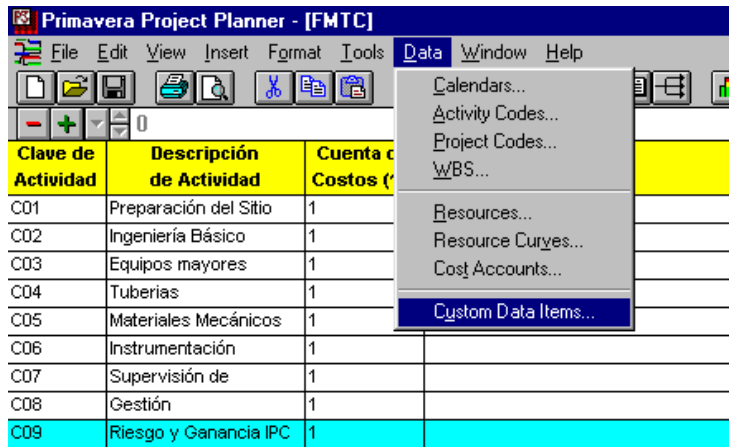 Primavera Project Planner - [FMTC]
File Edit View Insert Format Tools Data Window Help
0
Clave de Actividad Descripción de Actividad Cuenta Costos
Calendars...
Activity Codes...
Project Codes...
WBS...
Resources...
Resource Curves...
Cost Accounts...
Custom Data Items...
C01 Preparación del Sitio 1
C02 Ingeniería Básico 1
C03 Equipos mayores 1
C04 Tuberias 1
C05 Materiales Mecánicos 1
C06 Instrumentación 1
C07 Supervisión de 1
C08 Gestión 1
C09 Riesgo y Ganancia IPC 1